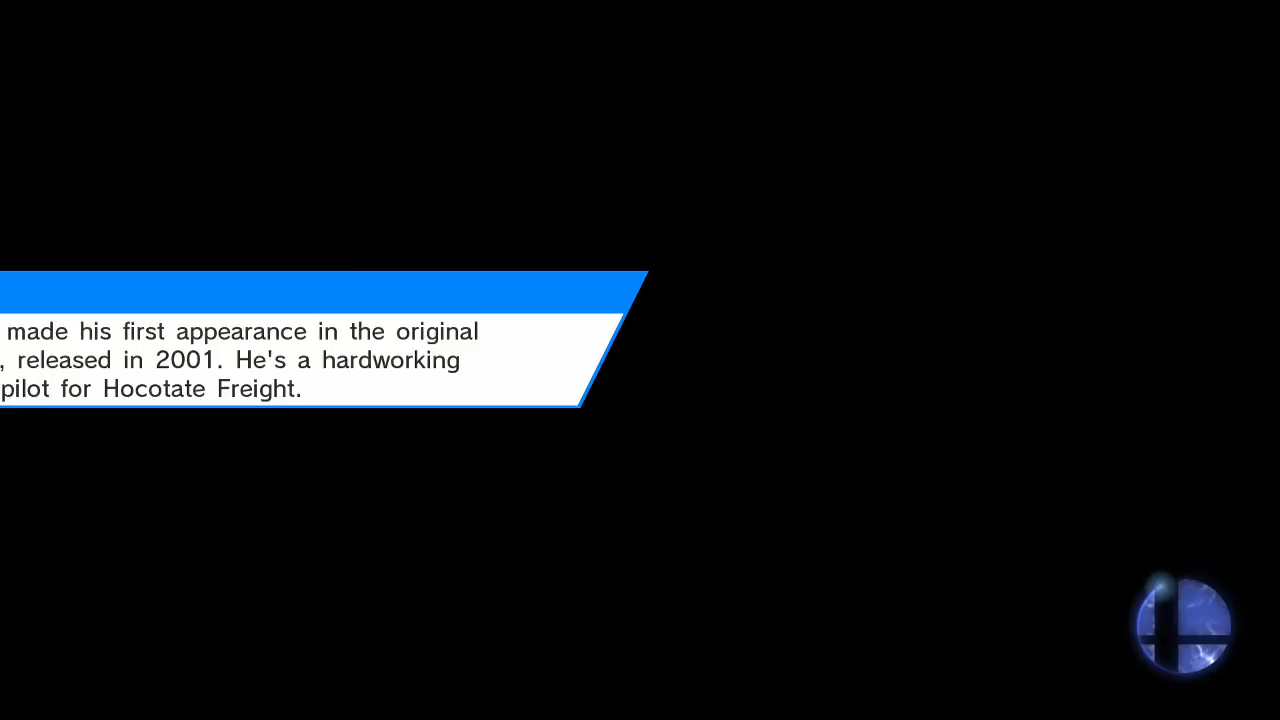 made his first appearance in the original
, released in 2001. He's a hardworking
pilot for Hocotate Freight.